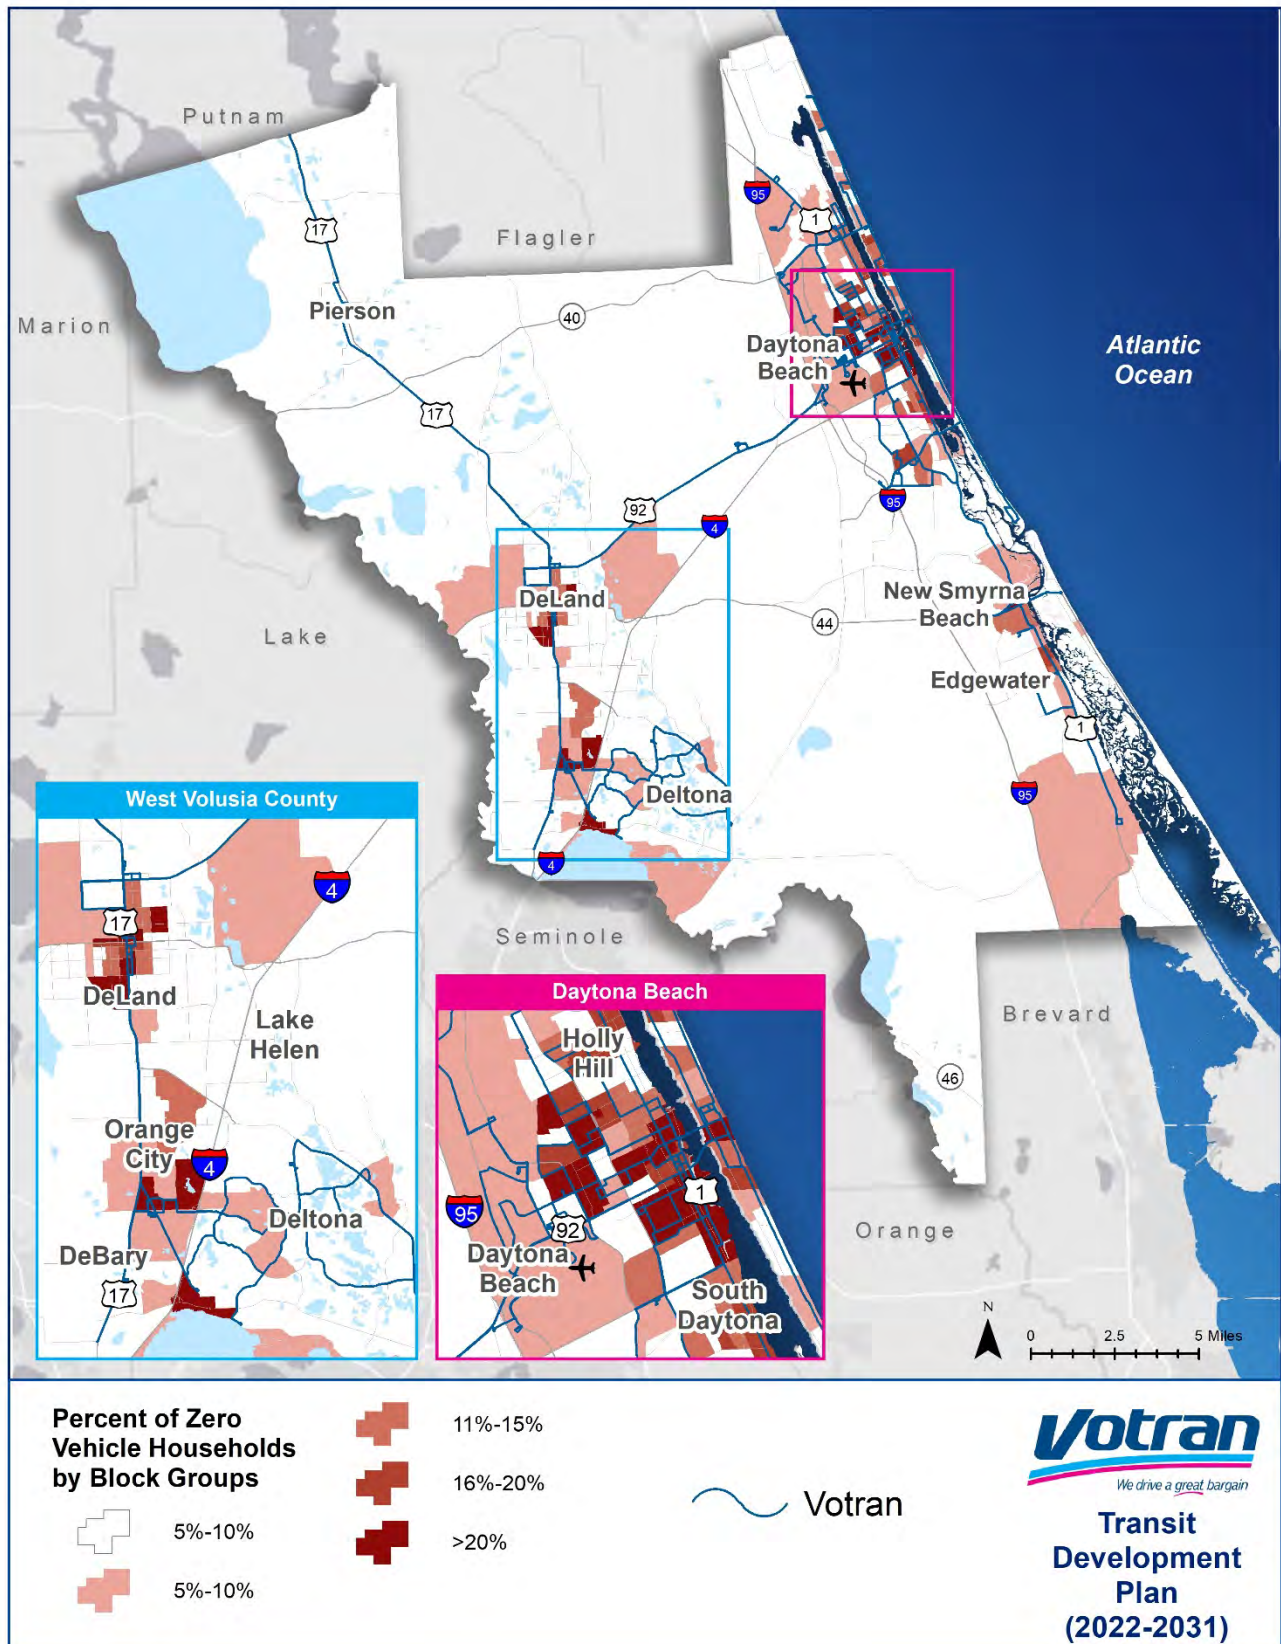 Putnam
95
1
17
Flagler
Pierson
Marion
40
Daytona
Beach
Atlantic
Ocean
17
92
4
95
DeLand
New Smyrna
Beach
44
Lake
Edgewater
1
95
Deltona
4
Seminole
Brevard
46
Orange
West Volusia County
4
17
DeLand
Lake
Helen
Orange
City
4
Deltona
DeBary
17
Daytona Beach
Holly
Hill
1
95
92
Daytona
Beach
South
Daytona
N
0 2.5 5 Miles
Percent of Zero
Vehicle Households
by Block Groups
5%-10%
5%-10%
11%-15%
16%-20%
>20%
Votran
Votran
We drive a great bargain
Transit
Development
Plan
(2022-2031)